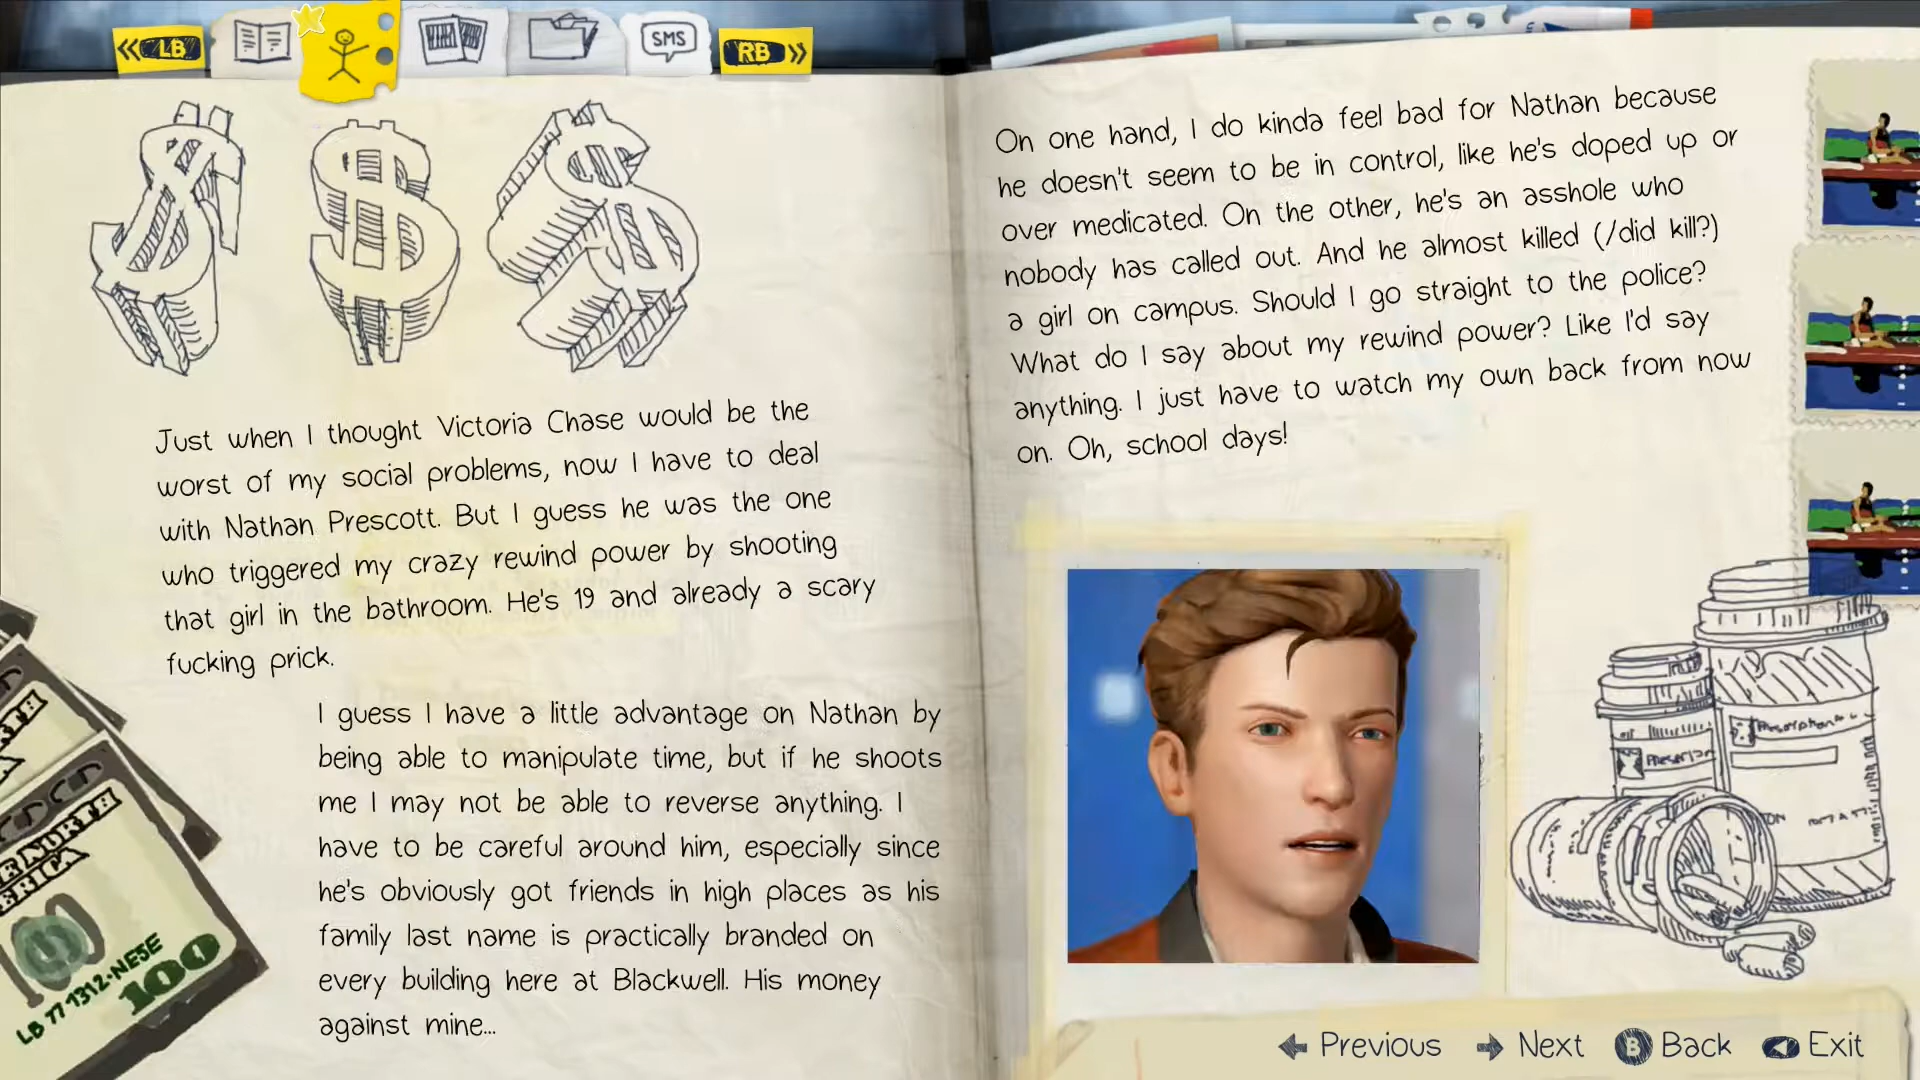 LB
SMS
RB
Just when I thought Victoria Chase would be the
worst of my social problems, now I have to deal
with Nathan Prescott. But I guess he was the one
who triggered my crazy rewind power by shooting
that girl in the bathroom. He's 19 and already a scary
fucking prick.
I guess I have a little advantage on Nathan by
being able to manipulate time, but if he shoots
me I may not be able to reverse anything. I
have to be careful around him, especially since
he's obviously got friends in high places as his
family last name is practically branded on
every building here at Blackwell. His money
against mine...
LB 77 1312-NESE
100
On one hand, I do kinda feel bad for Nathan because
he doesn't seem to be in control, like he's doped up or
over medicated. On the other, he's an asshole who
nobody has called out. And he almost killed (/did kill?)
a girl on campus. Should I go straight to the police?
What do I say about my rewind power? Like I'd say
anything. I just have to watch my own back from now
on. Oh, school days!
Previous Next B Back Exit